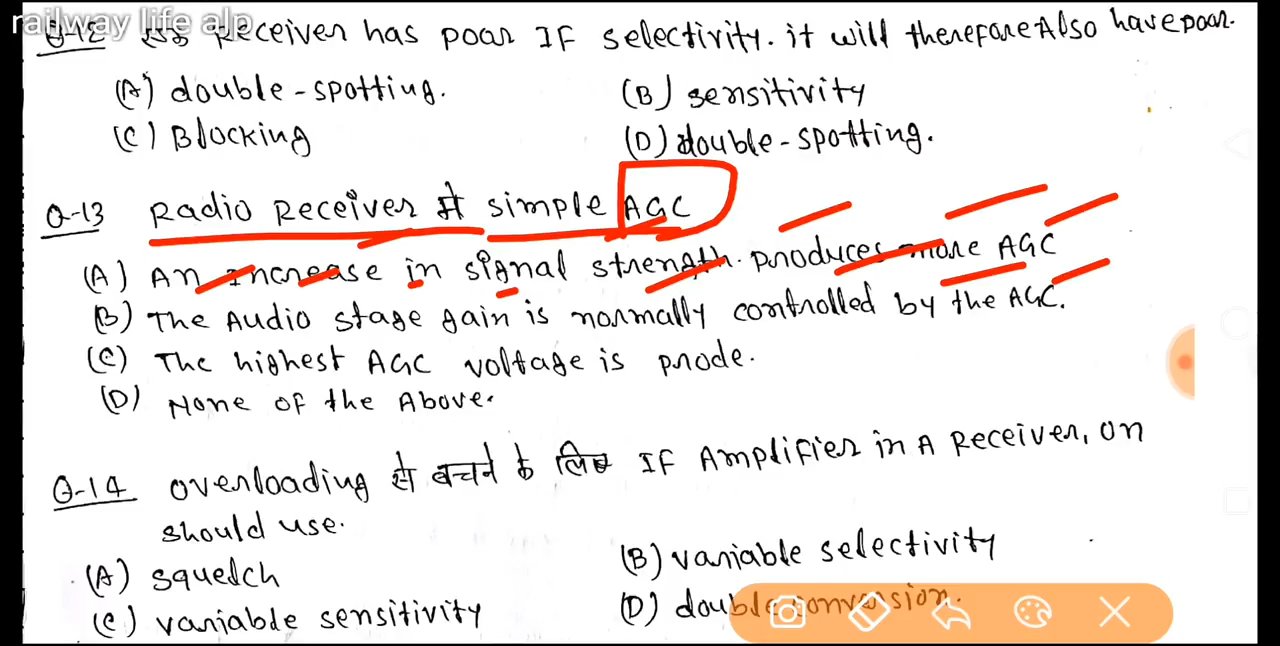 railway life alp
Q-12 एक Receiver has poor IF selectivity. it will therefore Also have poor.
(A) double-spotting.
(B) sensitivity
(C) Blocking
(D) double-spotting.
Q-13 Radio Receiver में simple AGC
(A) An increase in signal strength. produces more AGC
(B) The Audio stage gain is normally controlled by the AGC.
(C) The highest AGC voltage is prode.
(D) None of the Above.
Q-14 overloading से बचने के लिए IF Amplifier in A Receiver, on
should use.
(A) squelch
(B) variable selectivity
(C) variable sensitivity
(D) double conversion.